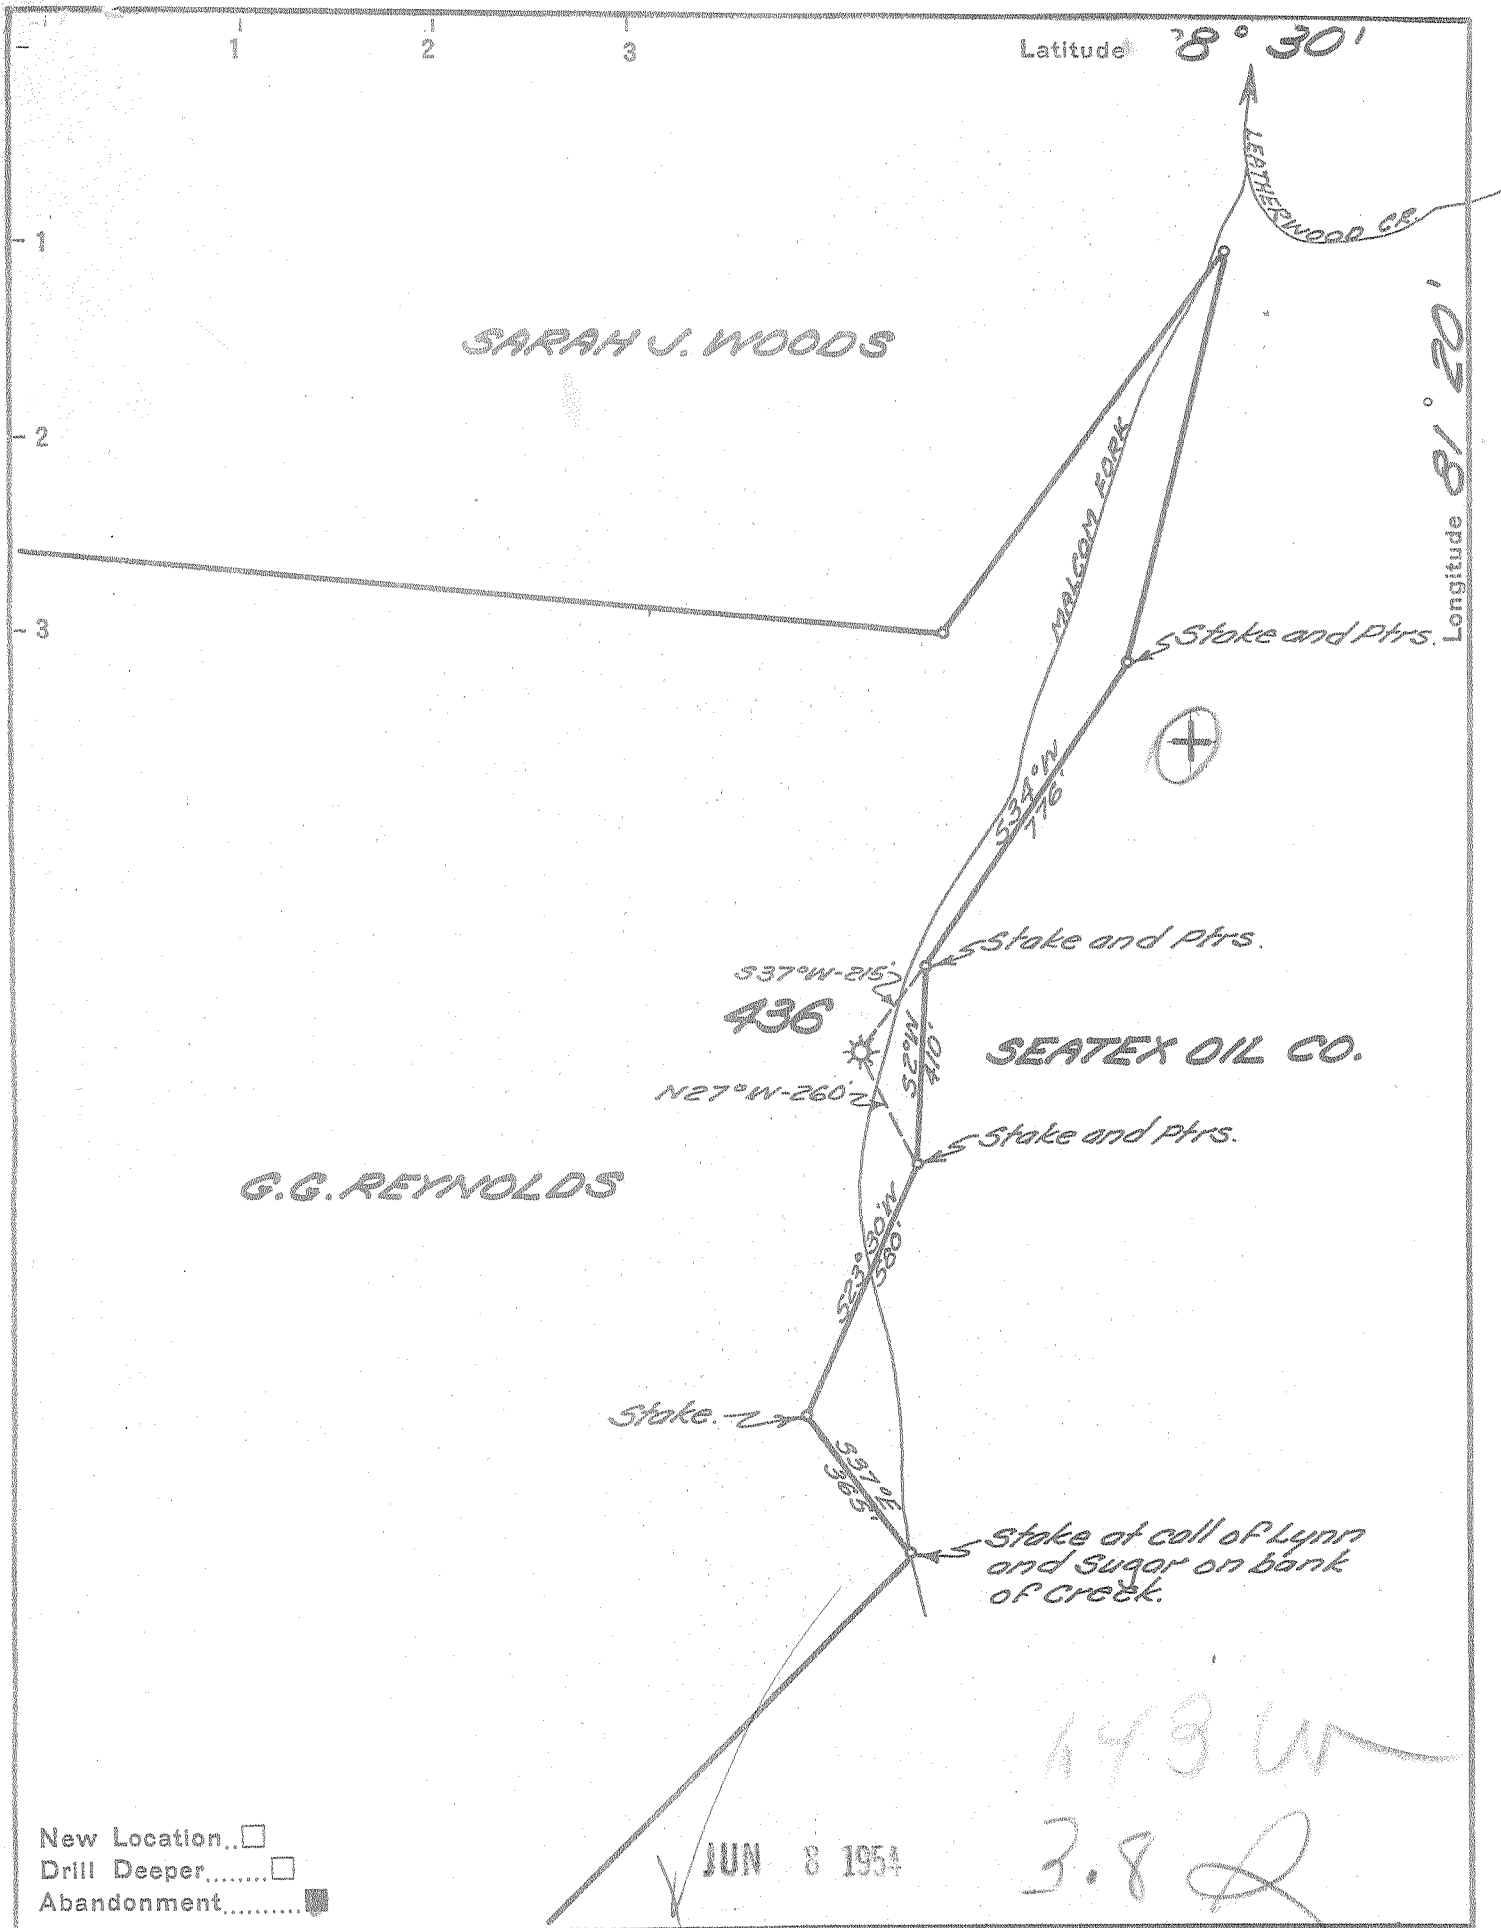 1 2 3
Latitude 8° 30'
LEATHERWOOD CR.
1
SARAH J. WOODS
81° 20'
Longitude
2
MALCOM FORK
3
Stake and Ptrs.
S34°W
776'
Stake and Ptrs.
S37°W-215'
436
S2°W
410'
SEATEX OIL CO.
N27°W-260'
Stake and Ptrs.
G.G. REYNOLDS
S23°30'W
580'
Stake.
S37°E
365'
Stake at call of Lynn
and Sugar on bank
of Creek.
New Location..
Drill Deeper........
Abandonment..........
JUN 8 1954
3.8